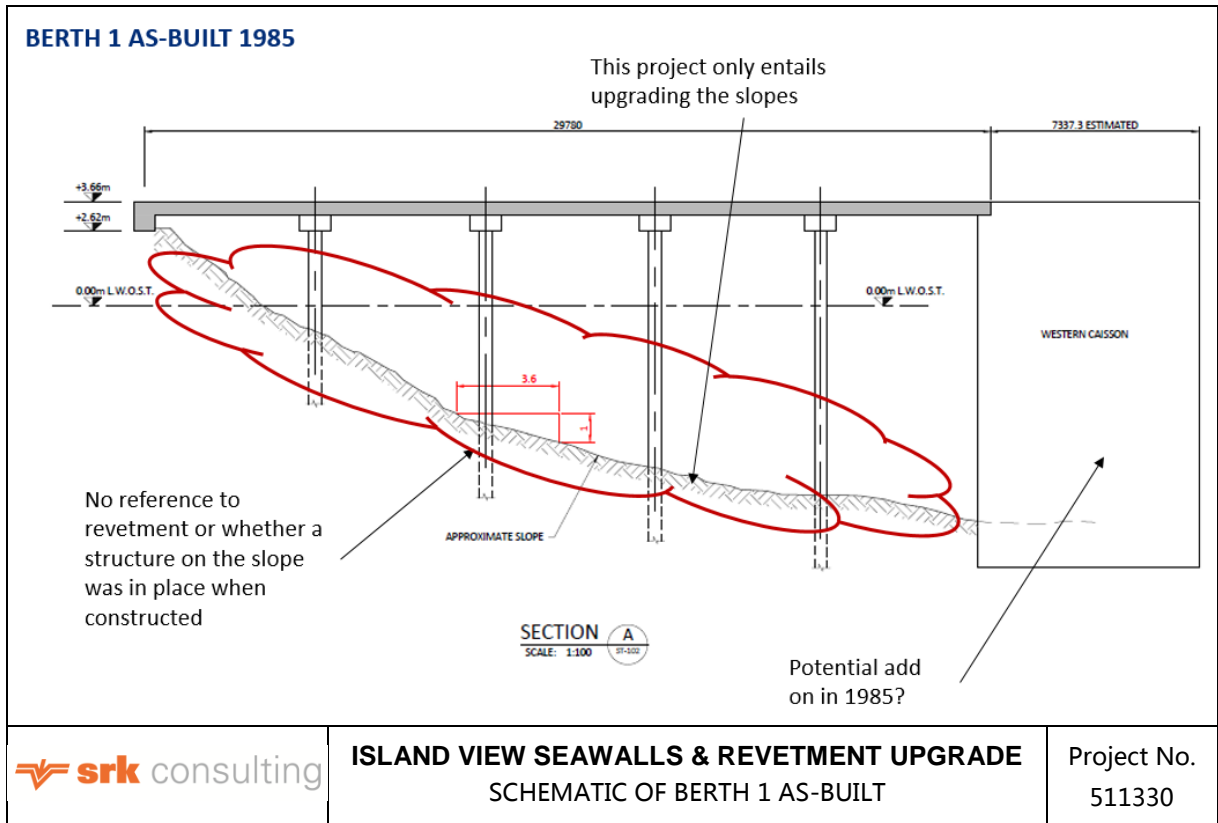 BERTH 1 AS-BUILT 1985
This project only entails
upgrading the slopes
29780
7337.3 ESTIMATED
+3.66m
+2.62m
0.00m L.W.O.S.T.
0.00m L.W.O.S.T.
WESTERN CAISSON
3.6
1
No reference to
revetment or whether a
structure on the slope
was in place when
constructed
APPROXIMATE SLOPE
SECTION
A
SCALE: 1:100
ST-102
Potential add
on in 1985?
srk consulting
ISLAND VIEW SEAWALLS & REVETMENT UPGRADE
SCHEMATIC OF BERTH 1 AS-BUILT
Project No.
511330